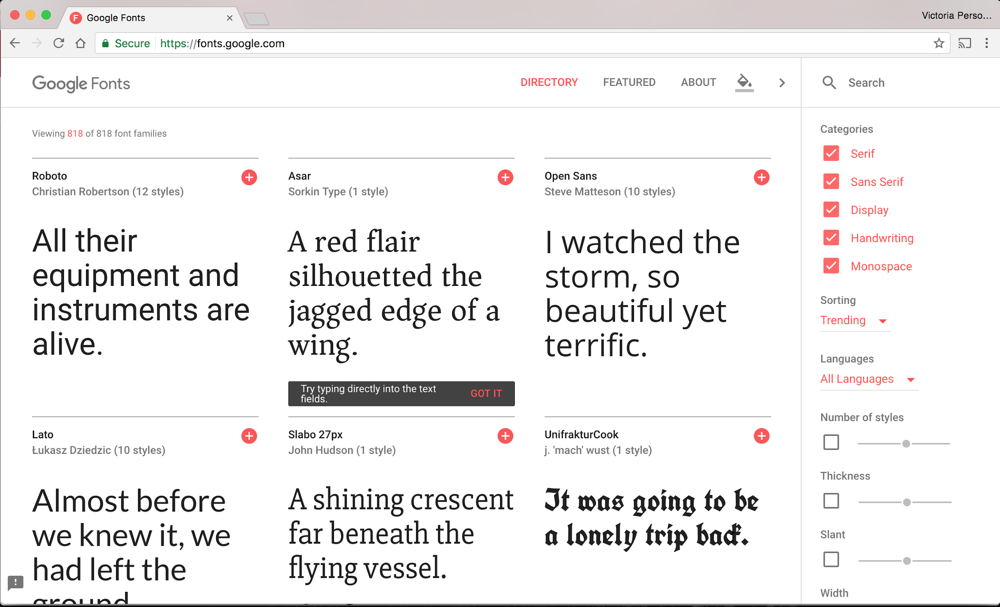 Google Fonts
Victoria Perso...
Secure https://fonts.google.com
Google Fonts
DIRECTORY FEATURED ABOUT
Search
Viewing 818 of 818 font families
Roboto
Christian Robertson (12 styles)
All their
equipment and
instruments are
alive.
Asar
Sorkin Type (1 style)
A red flair
silhouetted the
jagged edge of a
wing.
Try typing directly into the text
fields.
GOT IT
Open Sans
Steve Matteson (10 styles)
I watched the
storm, so
beautiful yet
terrific.
Lato
Łukasz Dziedzic (10 styles)
Almost before
we knew it, we
had left the
ground
Slabo 27px
John Hudson (1 style)
A shining crescent
far beneath the
flying vessel.
UnifrakturCook
j. 'mach' wust (1 style)
It was going to be
a lonely trip back.
Categories
Serif
Sans Serif
Display
Handwriting
Monospace
Sorting
Trending
Languages
All Languages
Number of styles
Thickness
Slant
Width